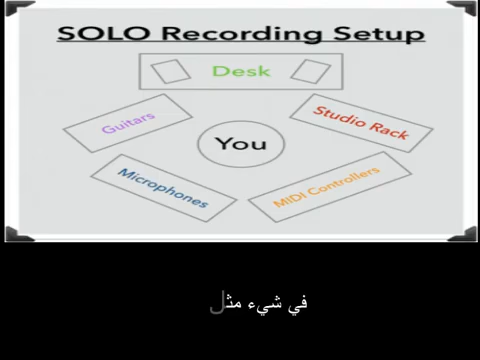 SOLO Recording Setup
Desk
Guitars
Studio Rack
You
Microphones
MIDI Controllers
في شيء مثل